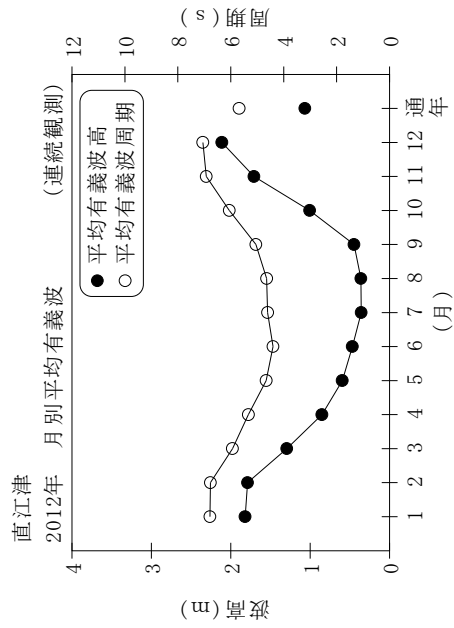 直江津
2012年 月別平均有義波 (連続観測)
● 平均有義波高
○ 平均有義波周期
波高(m)
4
3
2
1
0
周期(s)
12
10
8
6
4
2
0
1 2 3 4 5 6 7 8 9 10 11 12 通年
(月)